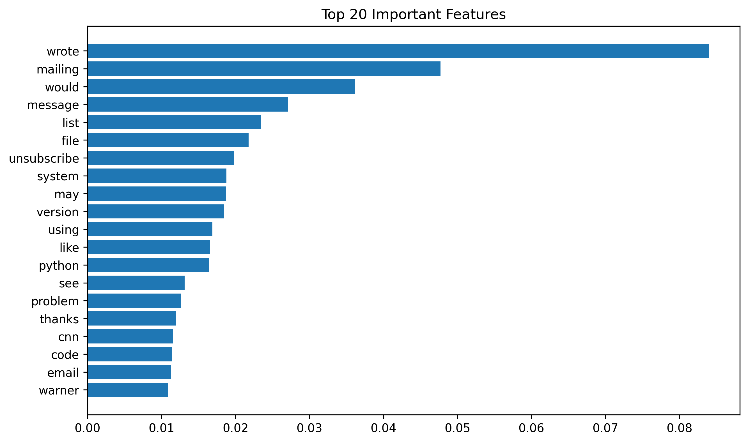 Top 20 Important Features
wrote
mailing
would
message
list
file
unsubscribe
system
may
version
using
like
python
see
problem
thanks
cnn
code
email
warner
0.00 0.01 0.02 0.03 0.04 0.05 0.06 0.07 0.08